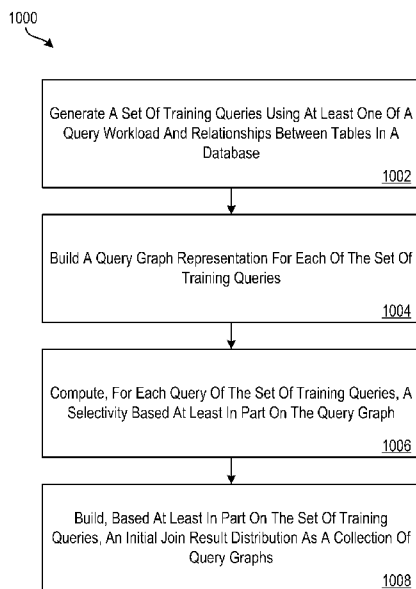 1000
Generate A Set Of Training Queries Using At Least One Of A
Query Workload And Relationships Between Tables In A
Database
1002
Build A Query Graph Representation For Each Of The Set Of
Training Queries
1004
Compute, For Each Query Of The Set Of Training Queries, A
Selectivity Based At Least In Part On The Query Graph
1006
Build, Based At Least In Part On The Set Of Training
Queries, An Initial Join Result Distribution As A Collection Of
Query Graphs
1008